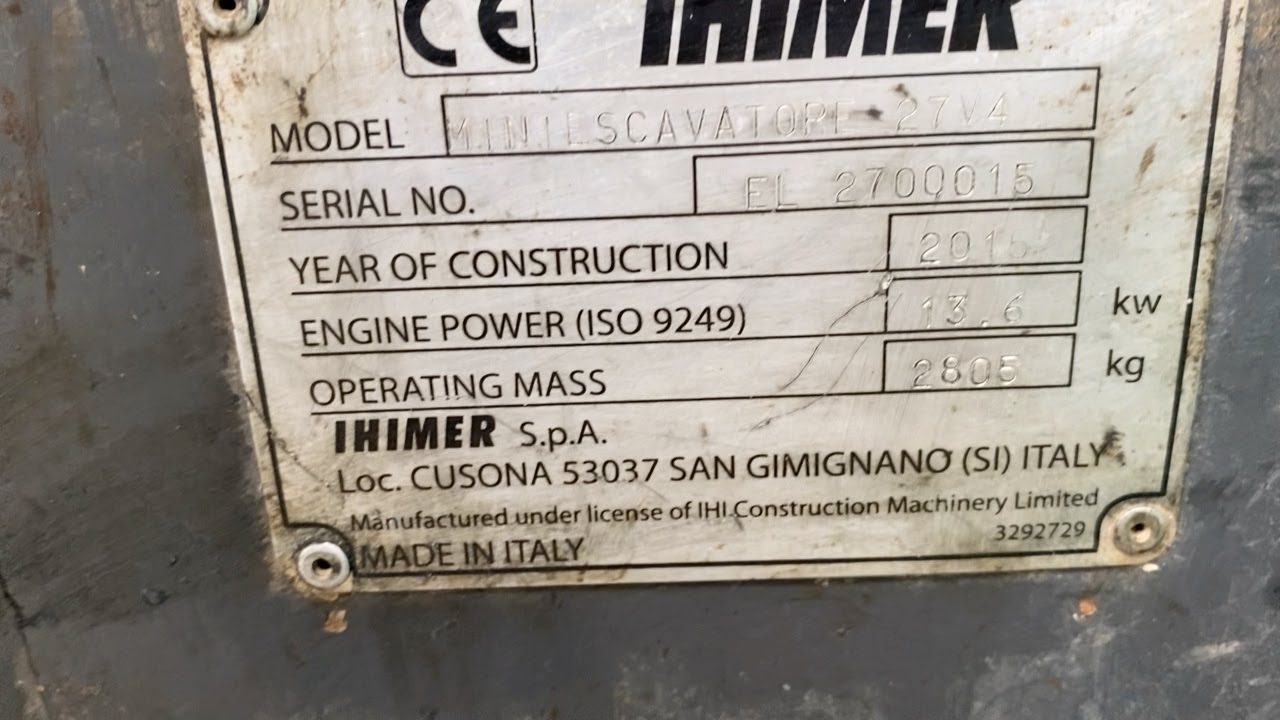 CE IHIMER
MODEL MINIESCAVATORE 27V4
SERIAL NO. EL 2700015
YEAR OF CONSTRUCTION 2015
ENGINE POWER (ISO 9249) 13.6 kw
OPERATING MASS 2805 kg
IHIMER S.p.A.
Loc. CUSONA 53037 SAN GIMIGNANO (SI) ITALY
Manufactured under license of IHI Construction Machinery Limited
3292729
MADE IN ITALY